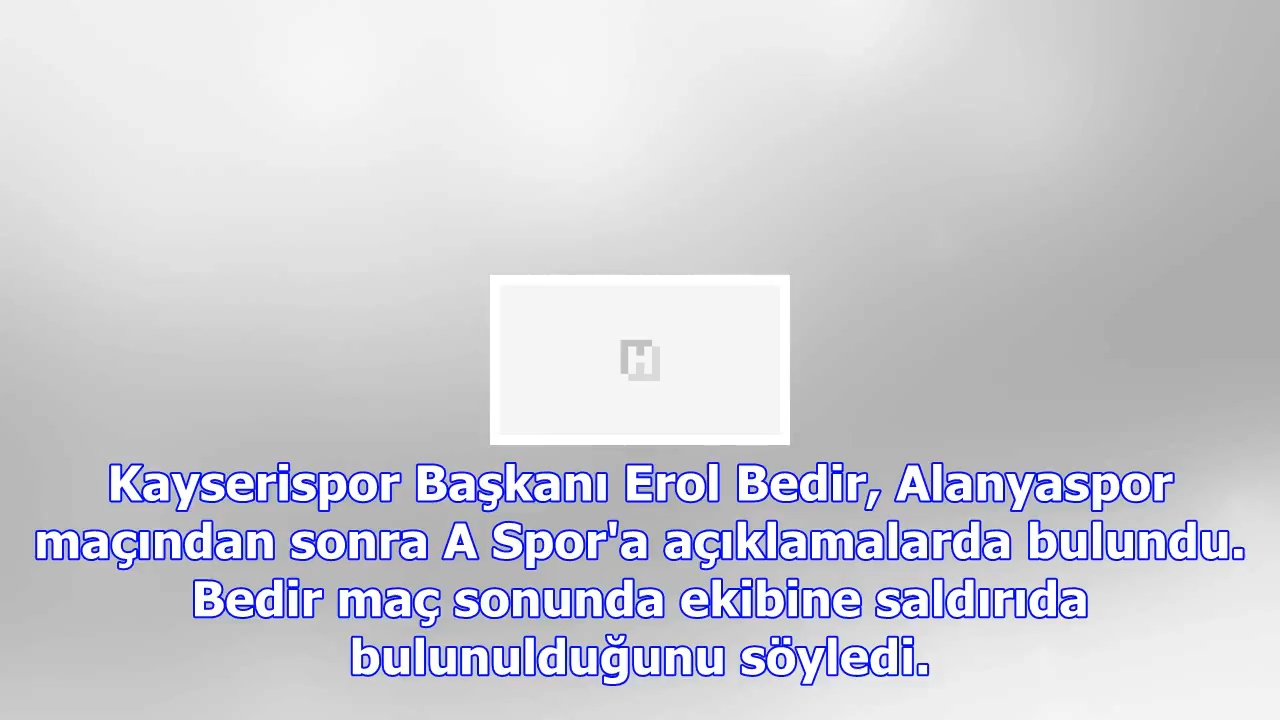 H
Kayserispor Başkanı Erol Bedir, Alanyaspor
maçından sonra A Spor'a açıklamalarda bulundu.
Bedir maç sonunda ekibine saldırıda
bulunulduğunu söyledi.